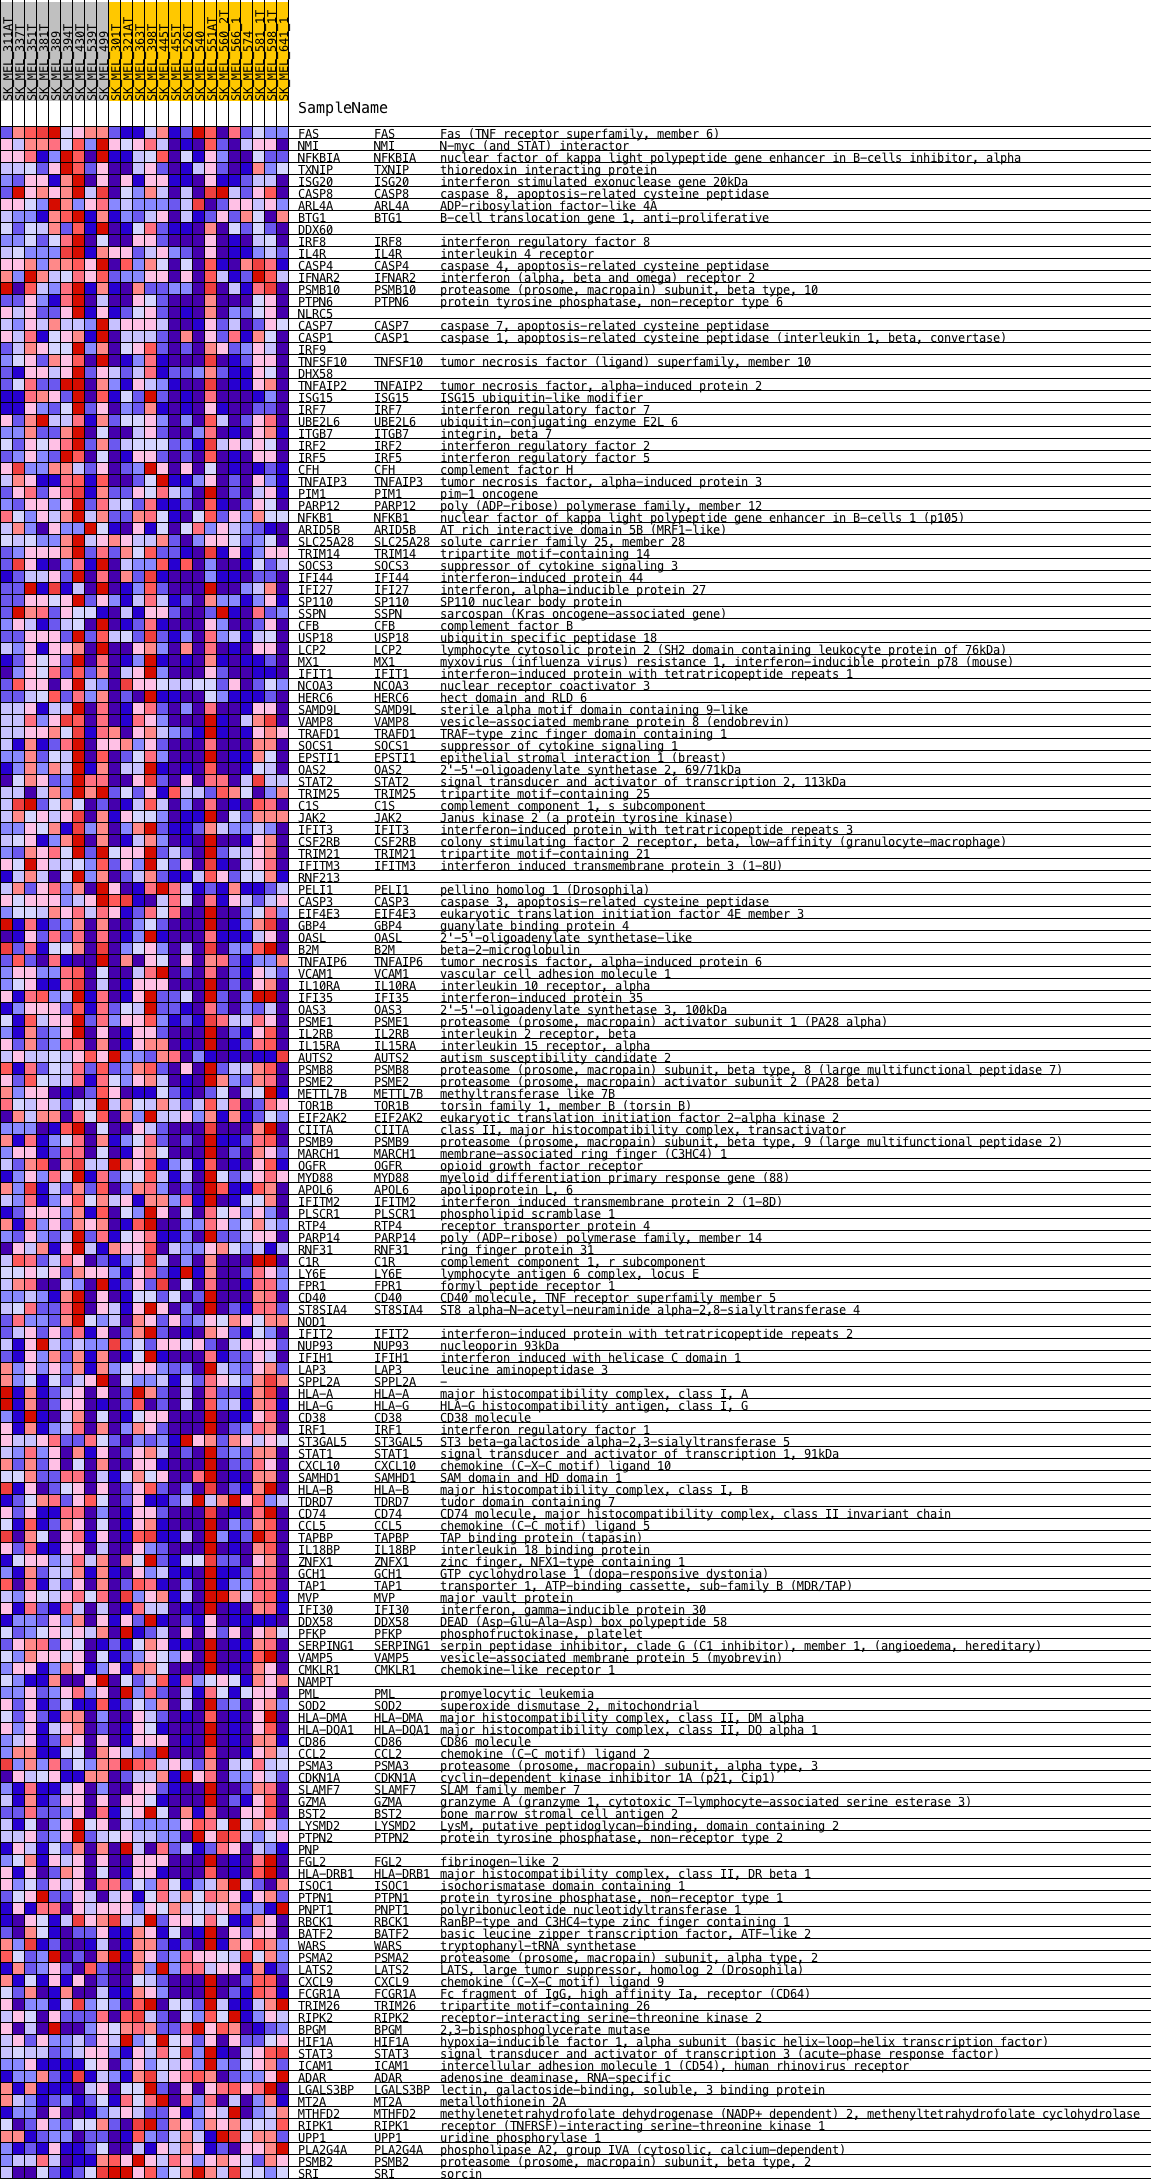 SK_MEL_311AT
SK_MEL_337T
SK_MEL_351T
SK_MEL_381T
SK_MEL_389
SK_MEL_394T
SK_MEL_430T
SK_MEL_539T
SK_MEL_499
SK_MEL_301T
SK_MEL_321AT
SK_MEL_363T
SK_MEL_398T
SK_MEL_445T
SK_MEL_455T
SK_MEL_526T
SK_MEL_540
SK_MEL_551AT
SK_MEL_560_2T
SK_MEL_566_1
SK_MEL_574
SK_MEL_581_1T
SK_MEL_598_1T
SK_MEL_641_1
SampleName
FAS FAS Fas (TNF receptor superfamily, member 6)
NMI NMI N-myc (and STAT) interactor
NFKBIA NFKBIA nuclear factor of kappa light polypeptide gene enhancer in B-cells inhibitor, alpha
TXNIP TXNIP thioredoxin interacting protein
ISG20 ISG20 interferon stimulated exonuclease gene 20kDa
CASP8 CASP8 caspase 8, apoptosis-related cysteine peptidase
ARL4A ARL4A ADP-ribosylation factor-like 4A
BTG1 BTG1 B-cell translocation gene 1, anti-proliferative
DDX60
IRF8 IRF8 interferon regulatory factor 8
IL4R IL4R interleukin 4 receptor
CASP4 CASP4 caspase 4, apoptosis-related cysteine peptidase
IFNAR2 IFNAR2 interferon (alpha, beta and omega) receptor 2
PSMB10 PSMB10 proteasome (prosome, macropain) subunit, beta type, 10
PTPN6 PTPN6 protein tyrosine phosphatase, non-receptor type 6
NLRC5
CASP7 CASP7 caspase 7, apoptosis-related cysteine peptidase
CASP1 CASP1 caspase 1, apoptosis-related cysteine peptidase (interleukin 1, beta, convertase)
IRF9
TNFSF10 TNFSF10 tumor necrosis factor (ligand) superfamily, member 10
DHX58
TNFAIP2 TNFAIP2 tumor necrosis factor, alpha-induced protein 2
ISG15 ISG15 ISG15 ubiquitin-like modifier
IRF7 IRF7 interferon regulatory factor 7
UBE2L6 UBE2L6 ubiquitin-conjugating enzyme E2L 6
ITGB7 ITGB7 integrin, beta 7
IRF2 IRF2 interferon regulatory factor 2
IRF5 IRF5 interferon regulatory factor 5
CFH CFH complement factor H
TNFAIP3 TNFAIP3 tumor necrosis factor, alpha-induced protein 3
PIM1 PIM1 pim-1 oncogene
PARP12 PARP12 poly (ADP-ribose) polymerase family, member 12
NFKB1 NFKB1 nuclear factor of kappa light polypeptide gene enhancer in B-cells 1 (p105)
ARID5B ARID5B AT rich interactive domain 5B (MRF1-like)
SLC25A28 SLC25A28 solute carrier family 25, member 28
TRIM14 TRIM14 tripartite motif-containing 14
SOCS3 SOCS3 suppressor of cytokine signaling 3
IFI44 IFI44 interferon-induced protein 44
IFI27 IFI27 interferon, alpha-inducible protein 27
SP110 SP110 SP110 nuclear body protein
SSPN SSPN sarcospan (Kras oncogene-associated gene)
CFB CFB complement factor B
USP18 USP18 ubiquitin specific peptidase 18
LCP2 LCP2 lymphocyte cytosolic protein 2 (SH2 domain containing leukocyte protein of 76kDa)
MX1 MX1 myxovirus (influenza virus) resistance 1, interferon-inducible protein p78 (mouse)
IFIT1 IFIT1 interferon-induced protein with tetratricopeptide repeats 1
NCOA3 NCOA3 nuclear receptor coactivator 3
HERC6 HERC6 hect domain and RLD 6
SAMD9L SAMD9L sterile alpha motif domain containing 9-like
VAMP8 VAMP8 vesicle-associated membrane protein 8 (endobrevin)
TRAFD1 TRAFD1 TRAF-type zinc finger domain containing 1
SOCS1 SOCS1 suppressor of cytokine signaling 1
EPSTI1 EPSTI1 epithelial stromal interaction 1 (breast)
OAS2 OAS2 2'-5'-oligoadenylate synthetase 2, 69/71kDa
STAT2 STAT2 signal transducer and activator of transcription 2, 113kDa
TRIM25 TRIM25 tripartite motif-containing 25
C1S C1S complement component 1, s subcomponent
JAK2 JAK2 Janus kinase 2 (a protein tyrosine kinase)
IFIT3 IFIT3 interferon-induced protein with tetratricopeptide repeats 3
CSF2RB CSF2RB colony stimulating factor 2 receptor, beta, low-affinity (granulocyte-macrophage)
TRIM21 TRIM21 tripartite motif-containing 21
IFITM3 IFITM3 interferon induced transmembrane protein 3 (1-8U)
RNF213
PELI1 PELI1 pellino homolog 1 (Drosophila)
CASP3 CASP3 caspase 3, apoptosis-related cysteine peptidase
EIF4E3 EIF4E3 eukaryotic translation initiation factor 4E member 3
GBP4 GBP4 guanylate binding protein 4
OASL OASL 2'-5'-oligoadenylate synthetase-like
B2M B2M beta-2-microglobulin
TNFAIP6 TNFAIP6 tumor necrosis factor, alpha-induced protein 6
VCAM1 VCAM1 vascular cell adhesion molecule 1
IL10RA IL10RA interleukin 10 receptor, alpha
IFI35 IFI35 interferon-induced protein 35
OAS3 OAS3 2'-5'-oligoadenylate synthetase 3, 100kDa
PSME1 PSME1 proteasome (prosome, macropain) activator subunit 1 (PA28 alpha)
IL2RB IL2RB interleukin 2 receptor, beta
IL15RA IL15RA interleukin 15 receptor, alpha
AUTS2 AUTS2 autism susceptibility candidate 2
PSMB8 PSMB8 proteasome (prosome, macropain) subunit, beta type, 8 (large multifunctional peptidase 7)
PSME2 PSME2 proteasome (prosome, macropain) activator subunit 2 (PA28 beta)
METTL7B METTL7B methyltransferase like 7B
TOR1B TOR1B torsin family 1, member B (torsin B)
EIF2AK2 EIF2AK2 eukaryotic translation initiation factor 2-alpha kinase 2
CIITA CIITA class II, major histocompatibility complex, transactivator
PSMB9 PSMB9 proteasome (prosome, macropain) subunit, beta type, 9 (large multifunctional peptidase 2)
MARCH1 MARCH1 membrane-associated ring finger (C3HC4) 1
OGFR OGFR opioid growth factor receptor
MYD88 MYD88 myeloid differentiation primary response gene (88)
APOL6 APOL6 apolipoprotein L, 6
IFITM2 IFITM2 interferon induced transmembrane protein 2 (1-8D)
PLSCR1 PLSCR1 phospholipid scramblase 1
RTP4 RTP4 receptor transporter protein 4
PARP14 PARP14 poly (ADP-ribose) polymerase family, member 14
RNF31 RNF31 ring finger protein 31
C1R C1R complement component 1, r subcomponent
LY6E LY6E lymphocyte antigen 6 complex, locus E
FPR1 FPR1 formyl peptide receptor 1
CD40 CD40 CD40 molecule, TNF receptor superfamily member 5
ST8SIA4 ST8SIA4 ST8 alpha-N-acetyl-neuraminide alpha-2,8-sialyltransferase 4
NOD1
IFIT2 IFIT2 interferon-induced protein with tetratricopeptide repeats 2
NUP93 NUP93 nucleoporin 93kDa
IFIH1 IFIH1 interferon induced with helicase C domain 1
LAP3 LAP3 leucine aminopeptidase 3
SPPL2A SPPL2A -
HLA-A HLA-A major histocompatibility complex, class I, A
HLA-G HLA-G HLA-G histocompatibility antigen, class I, G
CD38 CD38 CD38 molecule
IRF1 IRF1 interferon regulatory factor 1
ST3GAL5 ST3GAL5 ST3 beta-galactoside alpha-2,3-sialyltransferase 5
STAT1 STAT1 signal transducer and activator of transcription 1, 91kDa
CXCL10 CXCL10 chemokine (C-X-C motif) ligand 10
SAMHD1 SAMHD1 SAM domain and HD domain 1
HLA-B HLA-B major histocompatibility complex, class I, B
TDRD7 TDRD7 tudor domain containing 7
CD74 CD74 CD74 molecule, major histocompatibility complex, class II invariant chain
CCL5 CCL5 chemokine (C-C motif) ligand 5
TAPBP TAPBP TAP binding protein (tapasin)
IL18BP IL18BP interleukin 18 binding protein
ZNFX1 ZNFX1 zinc finger, NFX1-type containing 1
GCH1 GCH1 GTP cyclohydrolase 1 (dopa-responsive dystonia)
TAP1 TAP1 transporter 1, ATP-binding cassette, sub-family B (MDR/TAP)
MVP MVP major vault protein
IFI30 IFI30 interferon, gamma-inducible protein 30
DDX58 DDX58 DEAD (Asp-Glu-Ala-Asp) box polypeptide 58
PFKP PFKP phosphofructokinase, platelet
SERPING1 SERPING1 serpin peptidase inhibitor, clade G (C1 inhibitor), member 1, (angioedema, hereditary)
VAMP5 VAMP5 vesicle-associated membrane protein 5 (myobrevin)
CMKLR1 CMKLR1 chemokine-like receptor 1
NAMPT
PML PML promyelocytic leukemia
SOD2 SOD2 superoxide dismutase 2, mitochondrial
HLA-DMA HLA-DMA major histocompatibility complex, class II, DM alpha
HLA-DQA1 HLA-DQA1 major histocompatibility complex, class II, DQ alpha 1
CD86 CD86 CD86 molecule
CCL2 CCL2 chemokine (C-C motif) ligand 2
PSMA3 PSMA3 proteasome (prosome, macropain) subunit, alpha type, 3
CDKN1A CDKN1A cyclin-dependent kinase inhibitor 1A (p21, Cip1)
SLAMF7 SLAMF7 SLAM family member 7
GZMA GZMA granzyme A (granzyme 1, cytotoxic T-lymphocyte-associated serine esterase 3)
BST2 BST2 bone marrow stromal cell antigen 2
LYSMD2 LYSMD2 LysM, putative peptidoglycan-binding, domain containing 2
PTPN2 PTPN2 protein tyrosine phosphatase, non-receptor type 2
PNP
FGL2 FGL2 fibrinogen-like 2
HLA-DRB1 HLA-DRB1 major histocompatibility complex, class II, DR beta 1
ISOC1 ISOC1 isochorismatase domain containing 1
PTPN1 PTPN1 protein tyrosine phosphatase, non-receptor type 1
PNPT1 PNPT1 polyribonucleotide nucleotidyltransferase 1
RBCK1 RBCK1 RanBP-type and C3HC4-type zinc finger containing 1
BATF2 BATF2 basic leucine zipper transcription factor, ATF-like 2
WARS WARS tryptophanyl-tRNA synthetase
PSMA2 PSMA2 proteasome (prosome, macropain) subunit, alpha type, 2
LATS2 LATS2 LATS, large tumor suppressor, homolog 2 (Drosophila)
CXCL9 CXCL9 chemokine (C-X-C motif) ligand 9
FCGR1A FCGR1A Fc fragment of IgG, high affinity Ia, receptor (CD64)
TRIM26 TRIM26 tripartite motif-containing 26
RIPK2 RIPK2 receptor-interacting serine-threonine kinase 2
BPGM BPGM 2,3-bisphosphoglycerate mutase
HIF1A HIF1A hypoxia-inducible factor 1, alpha subunit (basic helix-loop-helix transcription factor)
STAT3 STAT3 signal transducer and activator of transcription 3 (acute-phase response factor)
ICAM1 ICAM1 intercellular adhesion molecule 1 (CD54), human rhinovirus receptor
ADAR ADAR adenosine deaminase, RNA-specific
LGALS3BP LGALS3BP lectin, galactoside-binding, soluble, 3 binding protein
MT2A MT2A metallothionein 2A
MTHFD2 MTHFD2 methylenetetrahydrofolate dehydrogenase (NADP+ dependent) 2, methenyltetrahydrofolate cyclohydrolase
RIPK1 RIPK1 receptor (TNFRSF)-interacting serine-threonine kinase 1
UPP1 UPP1 uridine phosphorylase 1
PLA2G4A PLA2G4A phospholipase A2, group IVA (cytosolic, calcium-dependent)
PSMB2 PSMB2 proteasome (prosome, macropain) subunit, beta type, 2
SRI SRI sorcin